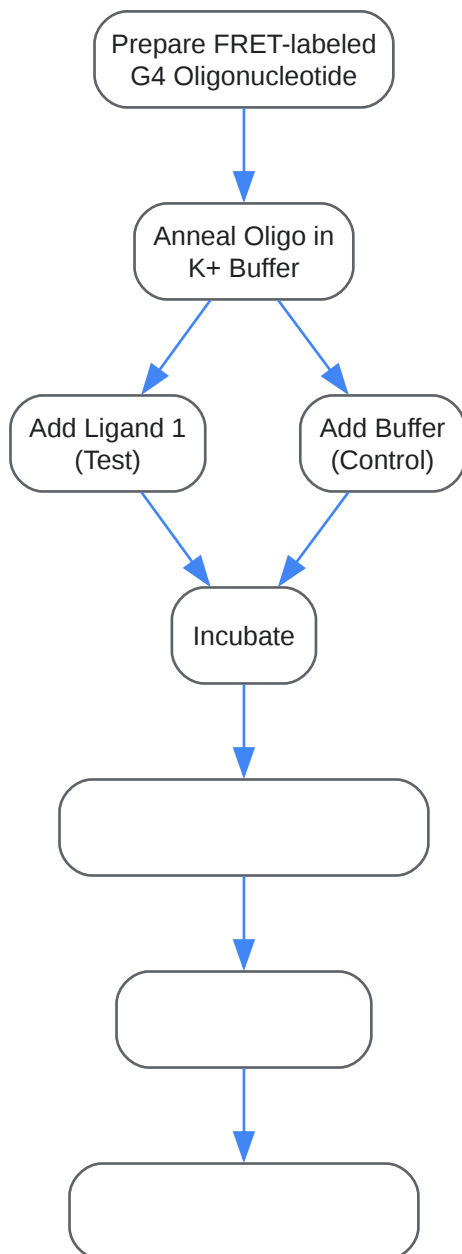 Prepare FRET-labeled
G4 Oligonucleotide
Anneal Oligo in
K+ Buffer
Add Ligand 1
(Test)
Add Buffer
(Control)
Incubate